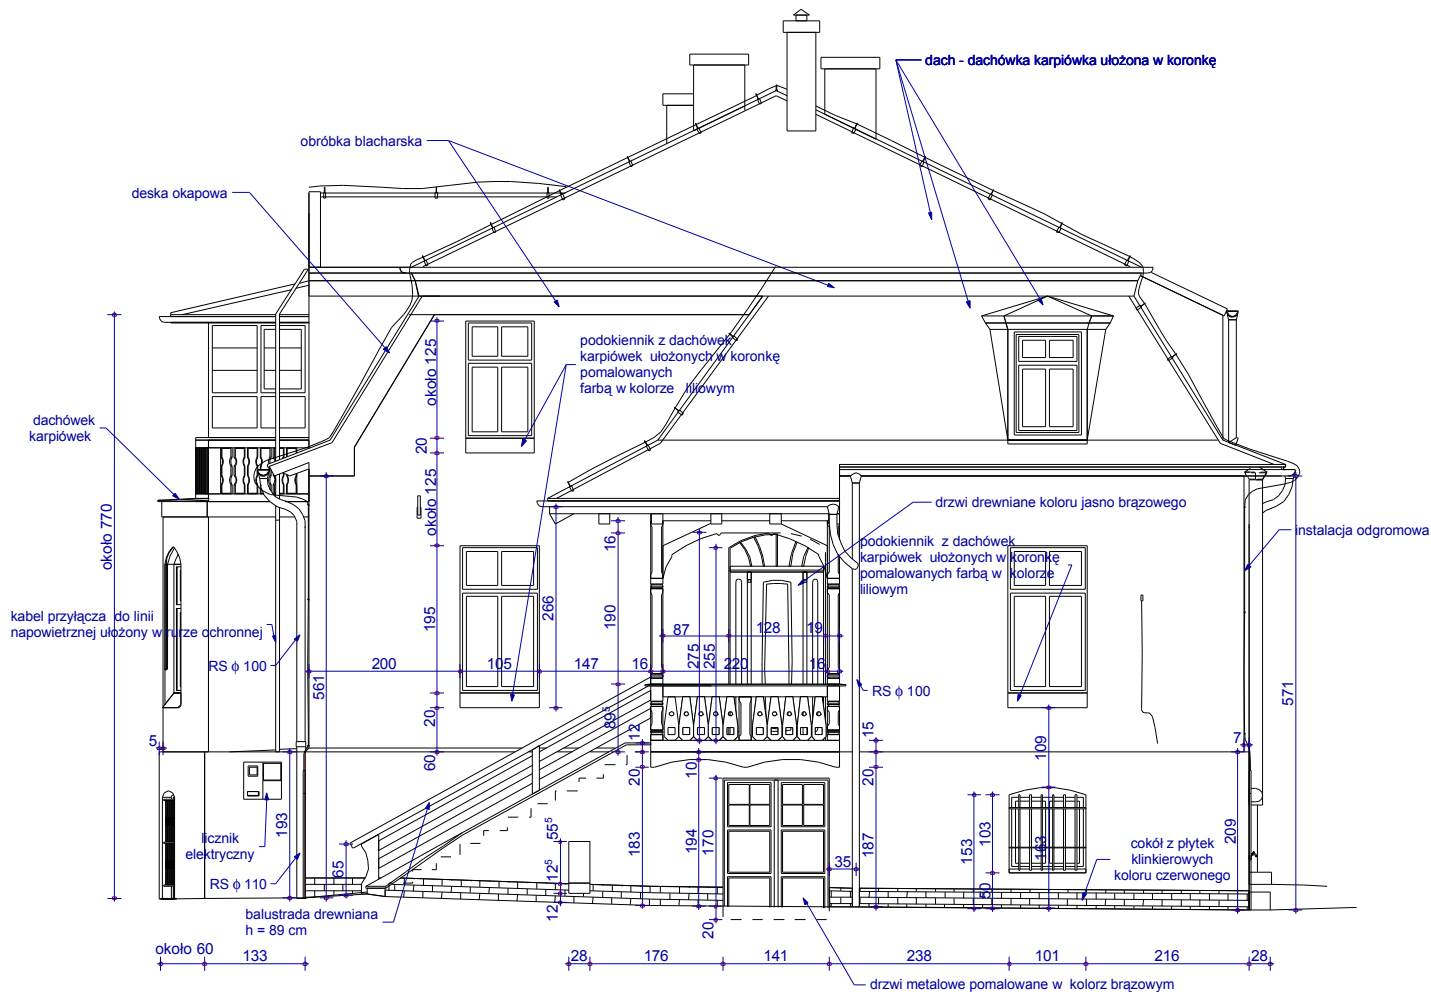 dach - dachówka karpiówka ułożona w koronkę
obróbka blacharska
deska okapowa
podokiennik z dachówek
karpiówek ułożonych w koronkę
pomalowanych
farbą w kolorze liliowym
około 125
20
około 125
dachówek
karpiówek
około 770
drzwi drewniane koloru jasno brązowego
instalacja odgromowa
podokiennik z dachówek
karpiówek ułożonych w koronkę
pomalowanych farbą w kolorze
liliowym
kabel przyłącza do linii
napowietrznej ułożony w rurze ochronnej
RS ϕ 100
195
266
16
190
87
128
19
275
255
200
105
147
16
220
16
561
RS ϕ 100
571
20
89⁵
12
15
5
60
20
10
20
109
7
licznik
elektryczny
193
RS ϕ 110
65
55⁵
12⁵
12
183
194
170
187
35
153
103
163
50
209
cokół z płytek
klinkierowych
koloru czerwonego
balustrada drewniana
h = 89 cm
20
około 60
133
28
176
141
238
101
216
28
drzwi metalowe pomalowane w kolorz brązowym